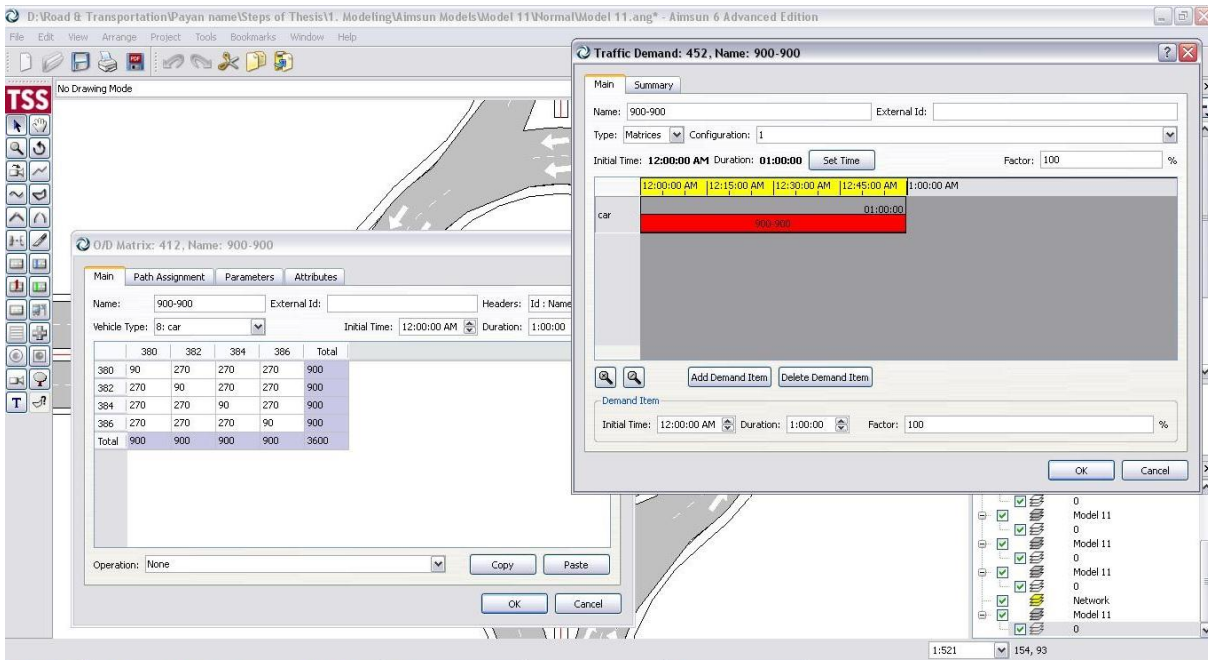 D:\Road & Transportation\Payan name\Steps of Thesis\1. Modeling\Aimsun Models\Model 11\Normal\Model 11.ang* - Aimsun 6 Advanced Edition
File Edit View Arrange Project Tools Bookmarks Window Help
TSS
No Drawing Mode
O/D Matrix: 412, Name: 900-900
Main Path Assignment Parameters Attributes
Name: 900-900 External Id: Headers: Id : Name
Vehicle Type: 8: car Initial Time: 12:00:00 AM Duration: 1:00:00
380 382 384 386 Total
380 90 270 270 270 900
382 270 90 270 270 900
384 270 270 90 270 900
386 270 270 270 90 900
Total 900 900 900 900 3600
Operation: None Copy Paste
OK Cancel
Traffic Demand: 452, Name: 900-900
Main Summary
Name: 900-900 External Id:
Type: Matrices Configuration: 1
Initial Time: 12:00:00 AM Duration: 01:00:00 Set Time Factor: 100 %
12:00:00 AM 12:15:00 AM 12:30:00 AM 12:45:00 AM 1:00:00 AM
car 01:00:00
900-900
Add Demand Item Delete Demand Item
Demand Item
Initial Time: 12:00:00 AM Duration: 1:00:00 Factor: 100 %
OK Cancel
0
Model 11
0
Model 11
0
Model 11
0
Network
Model 11
0
T
1:521 154, 93